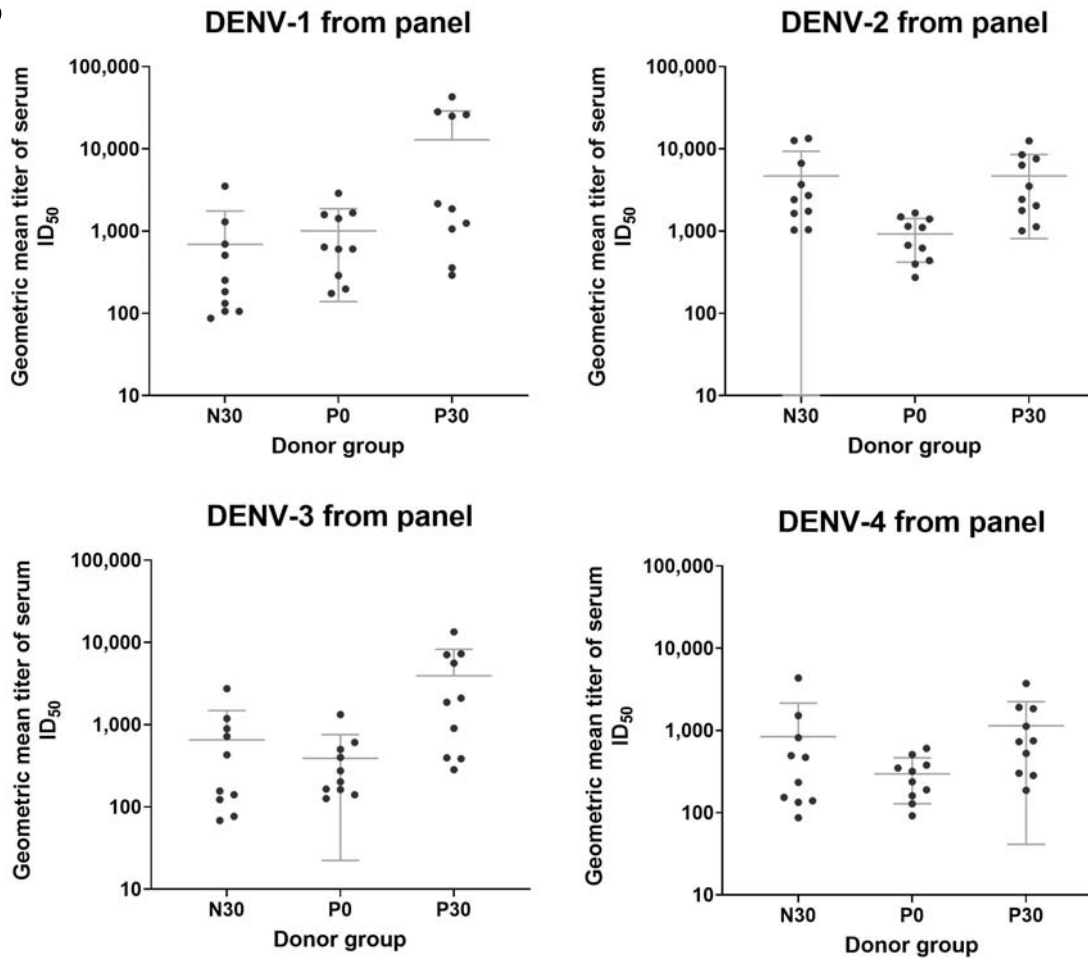 DENV-1 from panel
Geometric mean titer of serum
ID50
100,000
10,000
1,000
100
10
N30
P0
P30
Donor group
DENV-2 from panel
Geometric mean titer of serum
ID50
100,000
10,000
1,000
100
10
N30
P0
P30
Donor group
DENV-3 from panel
Geometric mean titer of serum
ID50
100,000
10,000
1,000
100
10
N30
P0
P30
Donor group
DENV-4 from panel
Geometric mean titer of serum
ID50
100,000
10,000
1,000
100
10
N30
P0
P30
Donor group